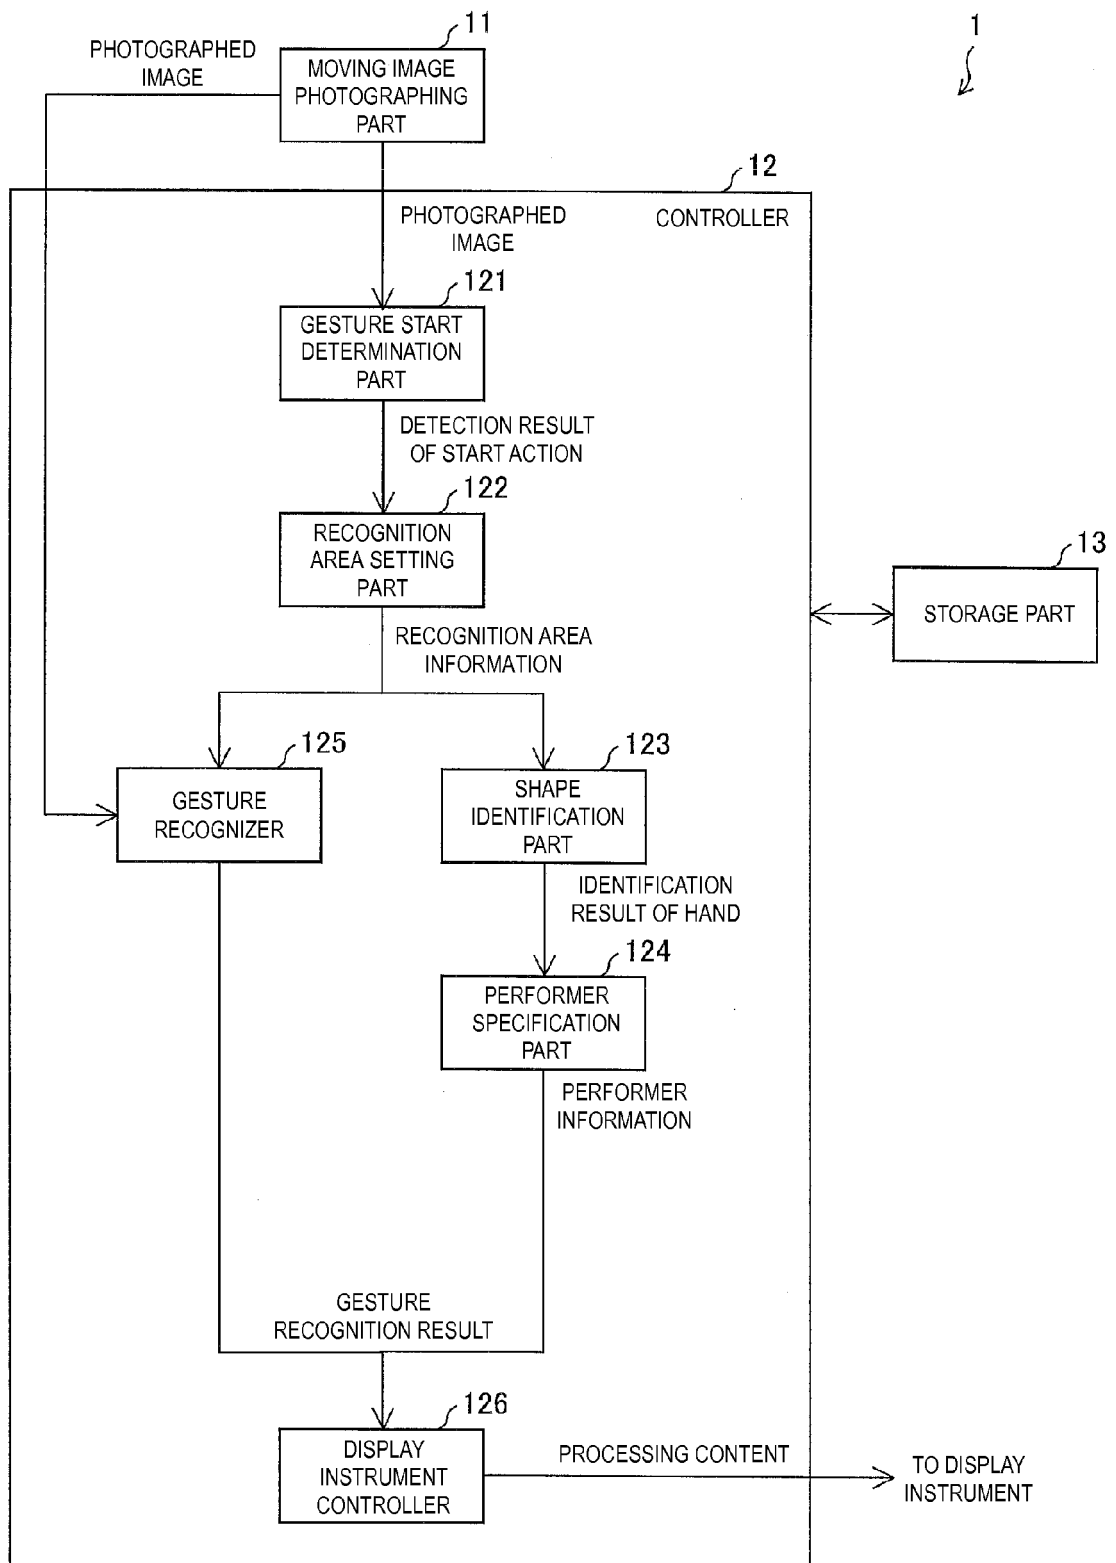 11
1
PHOTOGRAPHED
IMAGE
MOVING IMAGE
PHOTOGRAPHING
PART
12
CONTROLLER
PHOTOGRAPHED
IMAGE
121
GESTURE START
DETERMINATION
PART
DETECTION RESULT
OF START ACTION
122
RECOGNITION
AREA SETTING
PART
13
STORAGE PART
RECOGNITION AREA
INFORMATION
125
GESTURE
RECOGNIZER
123
SHAPE
IDENTIFICATION
PART
IDENTIFICATION
RESULT OF HAND
124
PERFORMER
SPECIFICATION
PART
PERFORMER
INFORMATION
GESTURE
RECOGNITION RESULT
126
DISPLAY
INSTRUMENT
CONTROLLER
PROCESSING CONTENT
TO DISPLAY
INSTRUMENT